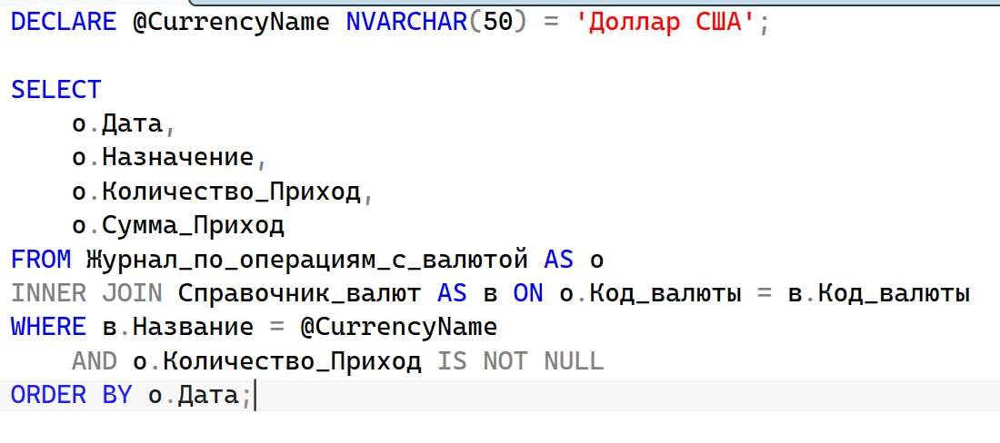 DECLARE @CurrencyName NVARCHAR(50) = 'Доллар США';
SELECT
о.Дата,
о.Назначение,
о.Количество_Приход,
о.Сумма_Приход
FROM Журнал_по_операциям_с_валютой AS о
INNER JOIN Справочник_валют AS в ON о.Код_валюты = в.Код_валюты
WHERE в.Название = @CurrencyName
AND о.Количество_Приход IS NOT NULL
ORDER BY о.Дата;